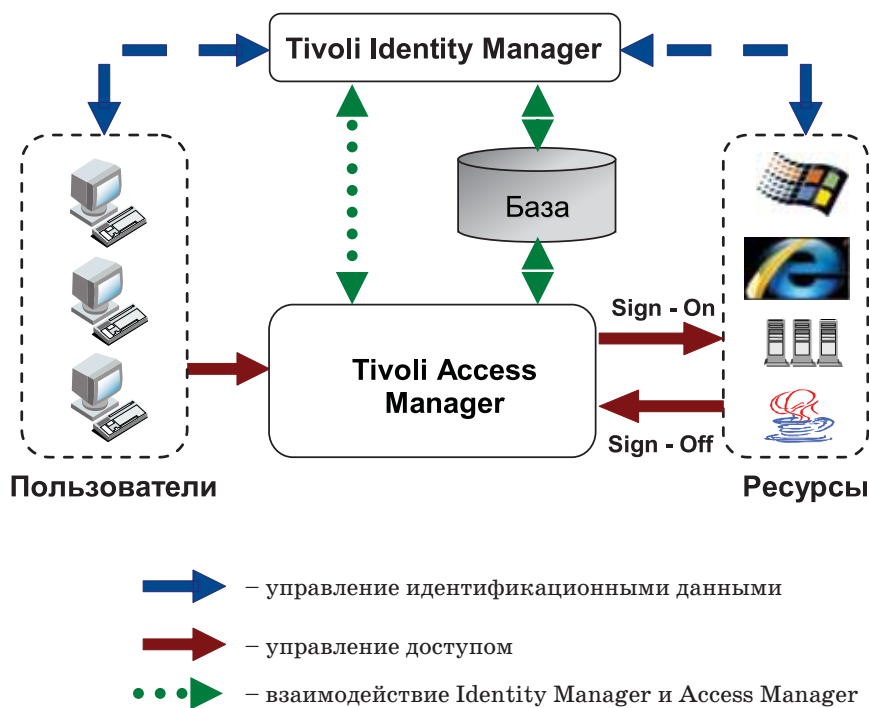 Tivoli Identity Manager
База
Sign - On
Tivoli Access
Manager
Sign - Off
Пользователи
Ресурсы
– управление идентификационными данными
– управление доступом
– взаимодействие Identity Manager и Access Manager